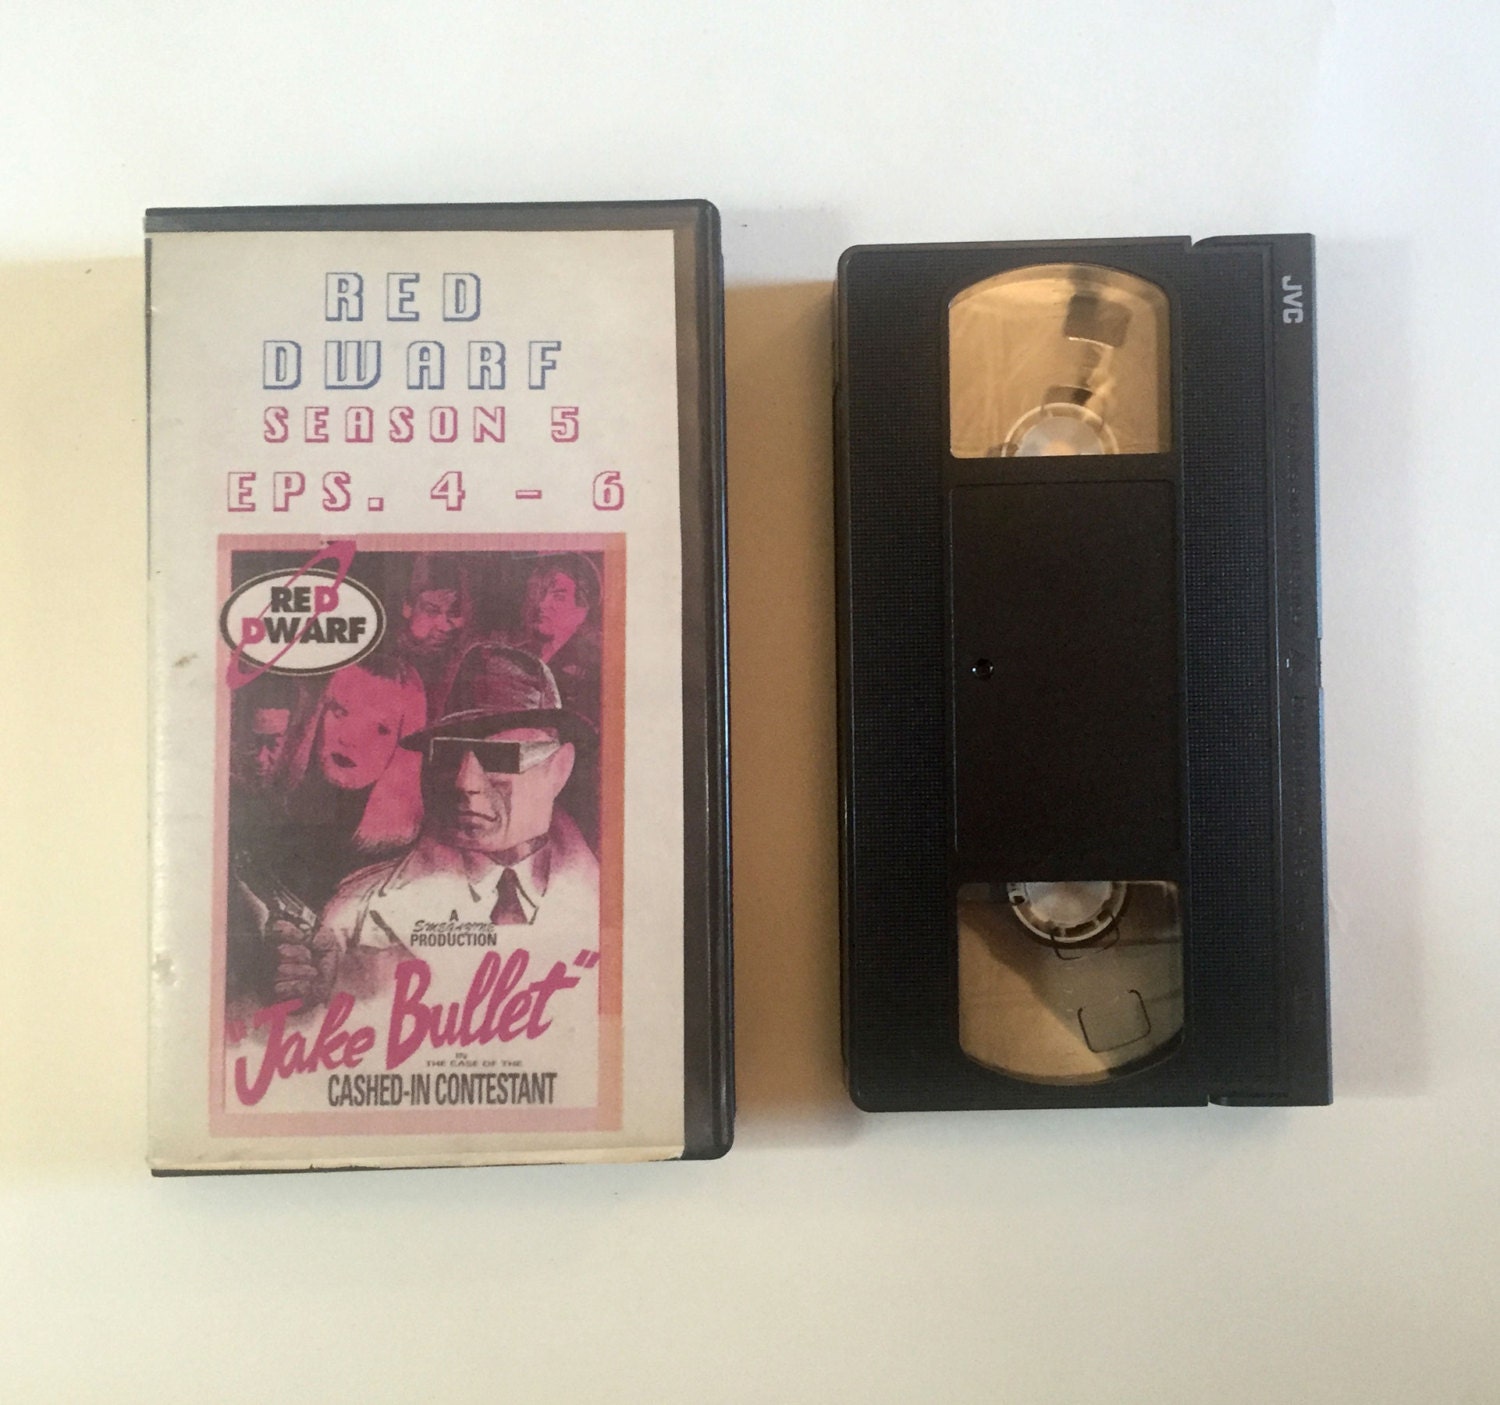 RED
DWARF
SEASON 5
EPS. 4 - 6
RED
DWARF
A
SMEGAZINE
PRODUCTION
"Jake Bullet"
IN
THE CASE OF THE
CASHED-IN CONTESTANT
JVC